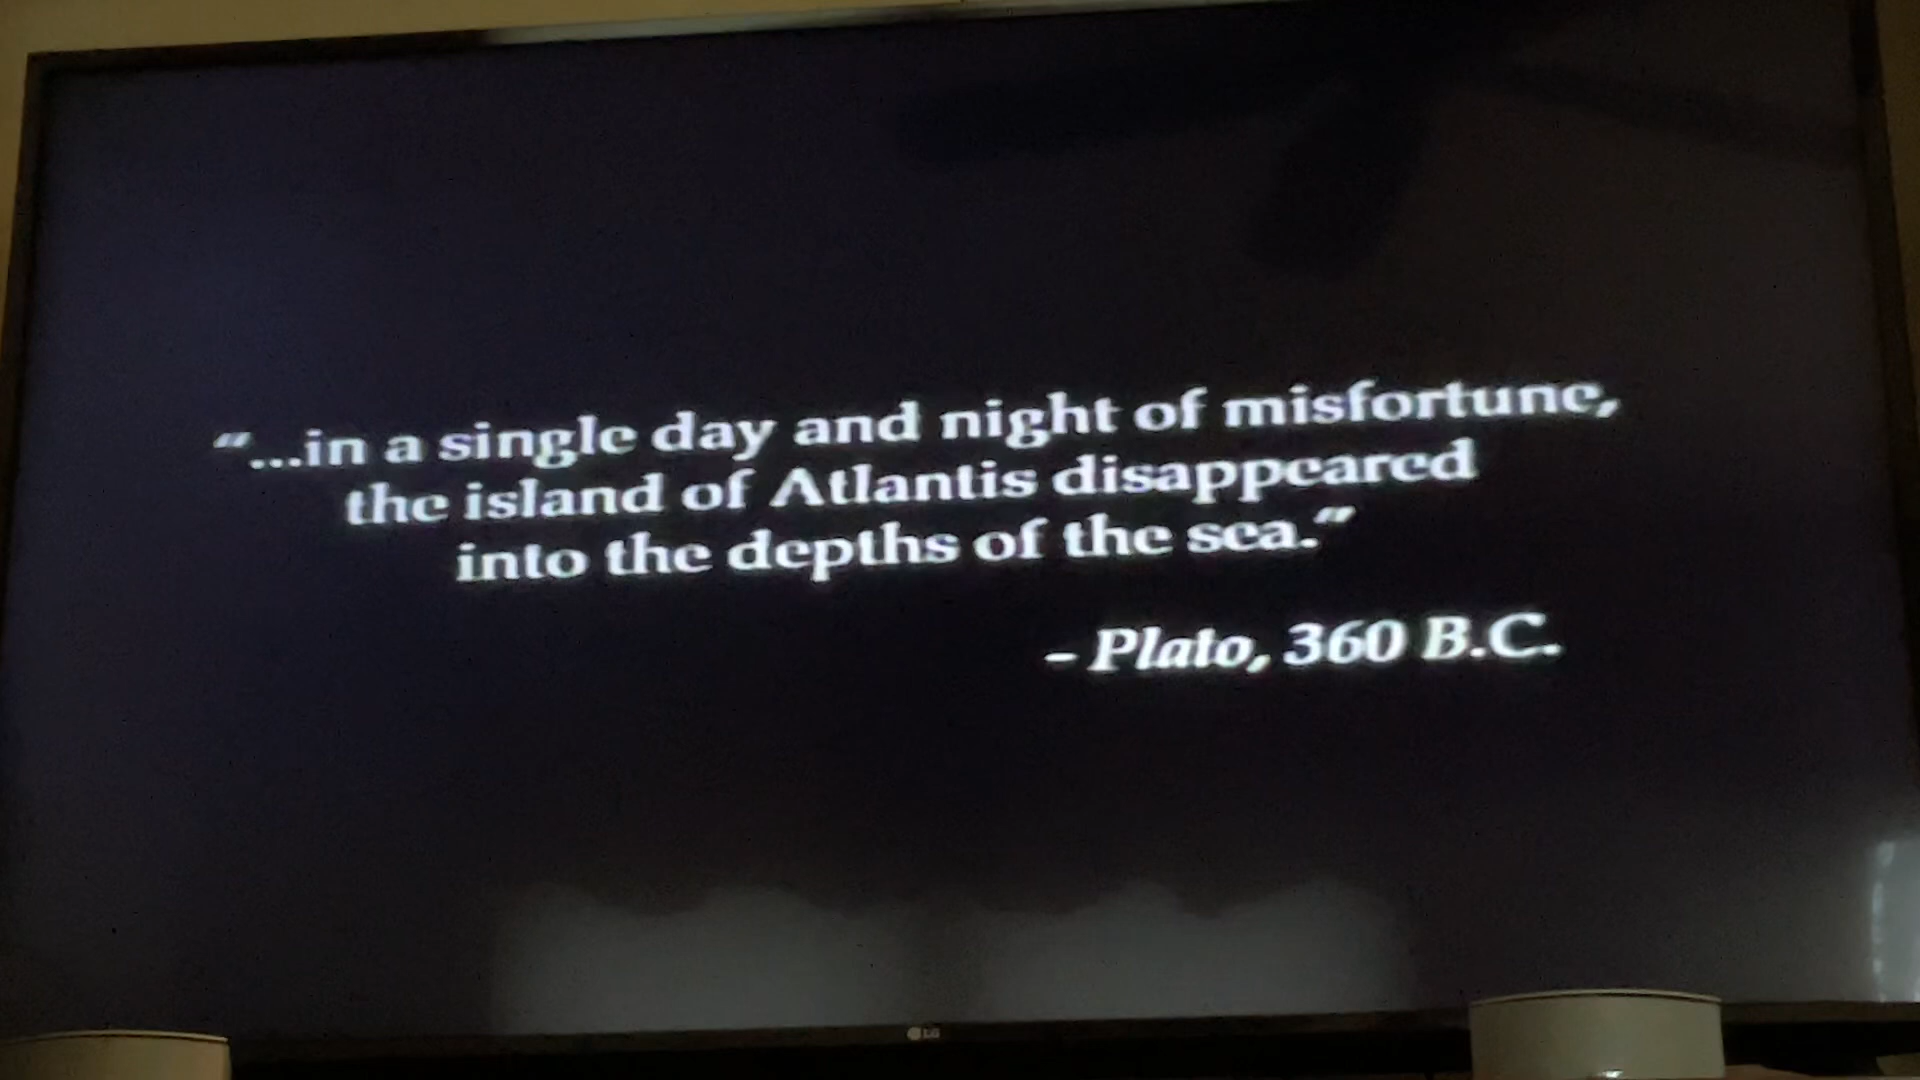 “...in a single day and night of misfortune,
the island of Atlantis disappeared
into the depths of the sea.”
– Plato, 360 B.C.
LG